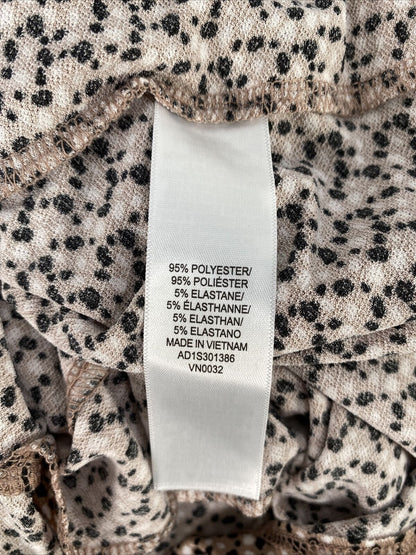 95% POLYESTER/
95% POLIÉSTER
5% ELASTANE/
5% ÉLASTHANNE/
5% ELASTHAN/
5% ELASTANO
MADE IN VIETNAM
AD1S301386
VN0032